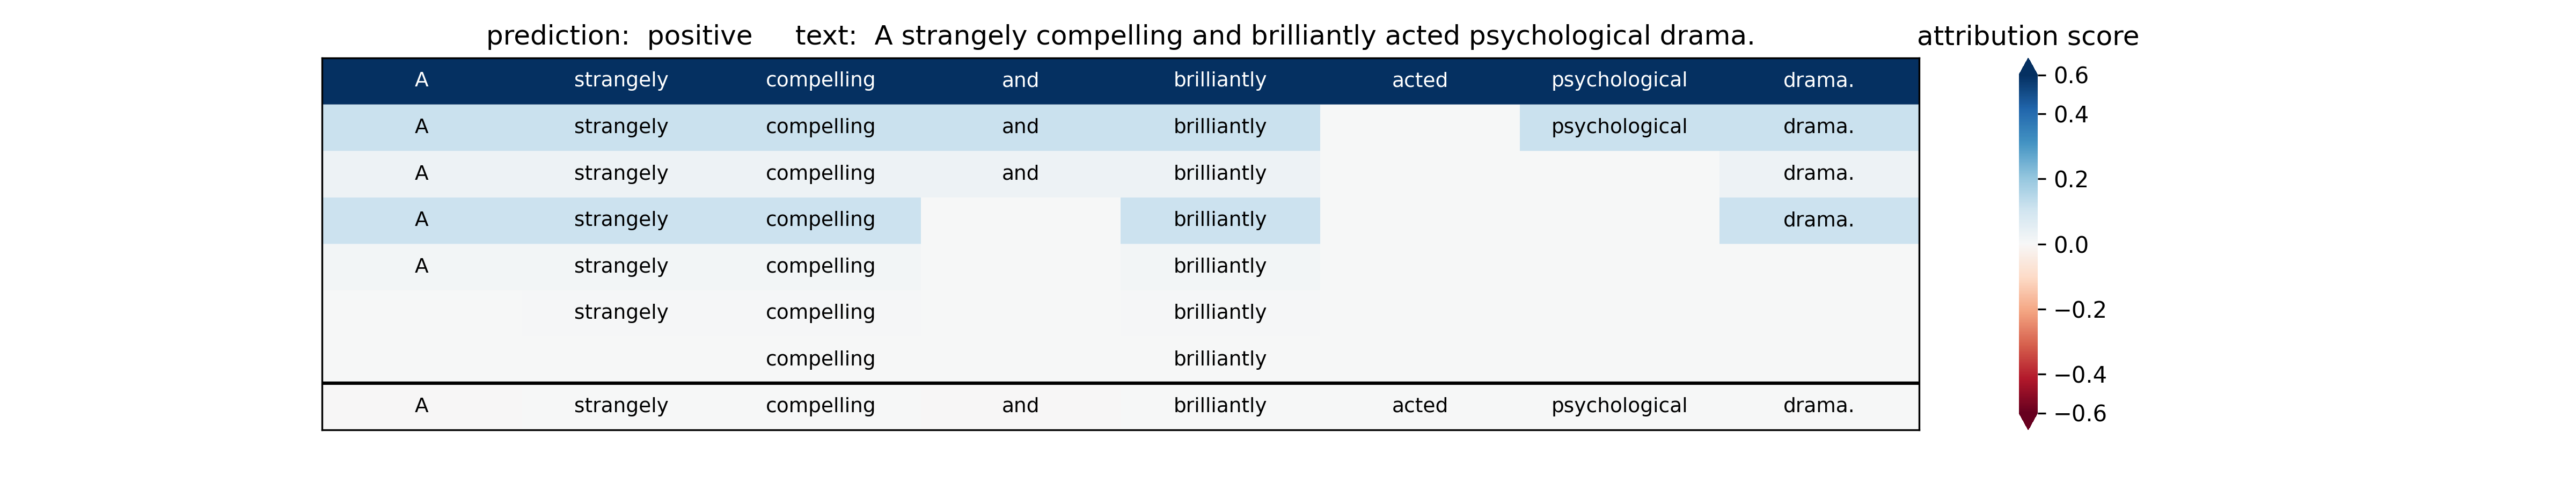 prediction: positive text: A strangely compelling and brilliantly acted psychological drama.
attribution score
A strangely compelling and brilliantly acted psychological drama.
A strangely compelling and brilliantly psychological drama.
A strangely compelling and brilliantly drama.
A strangely compelling brilliantly drama.
A strangely compelling brilliantly
strangely compelling brilliantly
compelling brilliantly
A strangely compelling and brilliantly acted psychological drama.
0.6
0.4
0.2
0.0
−0.2
−0.4
−0.6